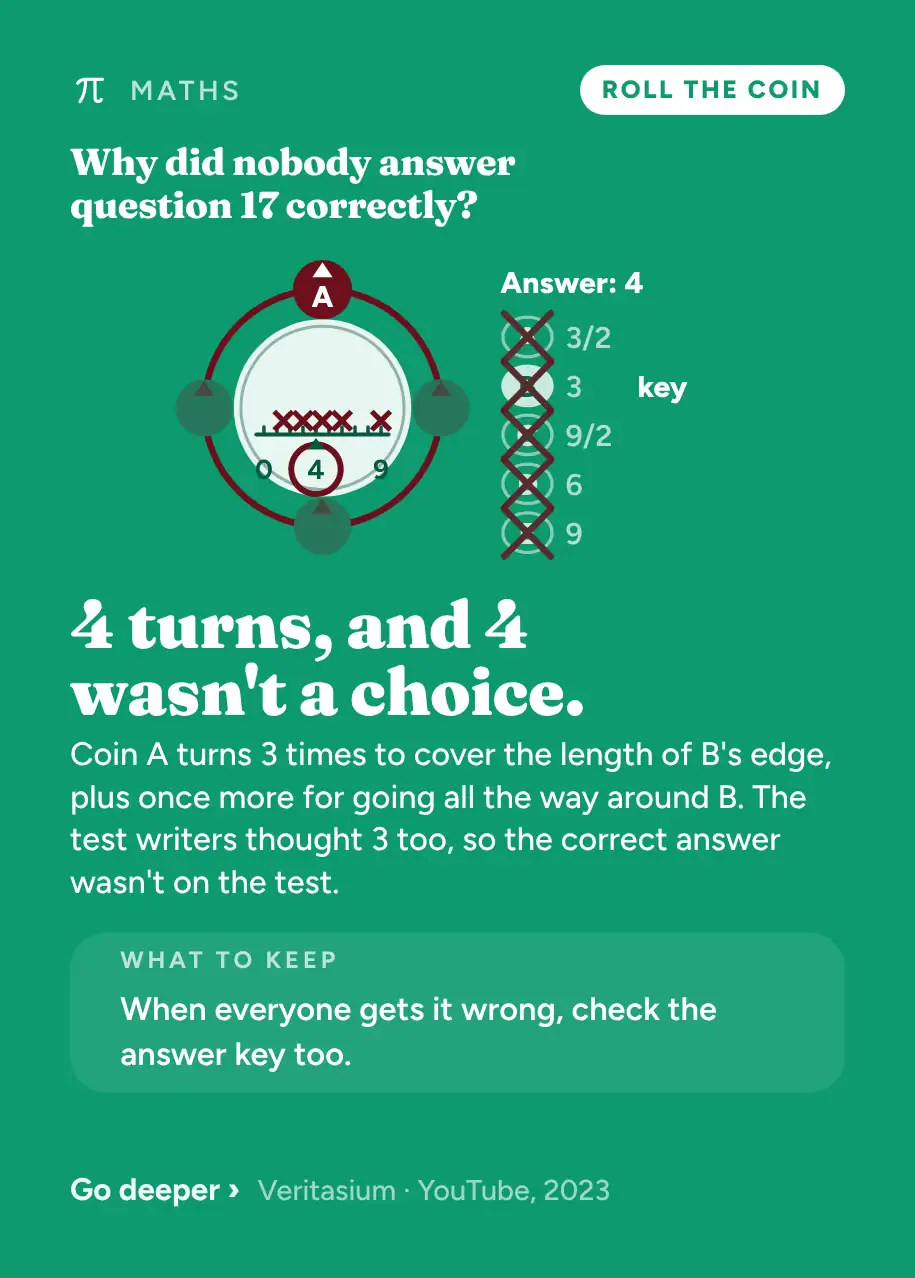 π MATHS
ROLL THE COIN
Why did nobody answer
question 17 correctly?
A
0 4 9
Answer: 4
3/2
3 key
9/2
6
9
4 turns, and 4
wasn't a choice.
Coin A turns 3 times to cover the length of B's edge,
plus once more for going all the way around B. The
test writers thought 3 too, so the correct answer
wasn't on the test.
WHAT TO KEEP
When everyone gets it wrong, check the
answer key too.
Go deeper › Veritasium · YouTube, 2023